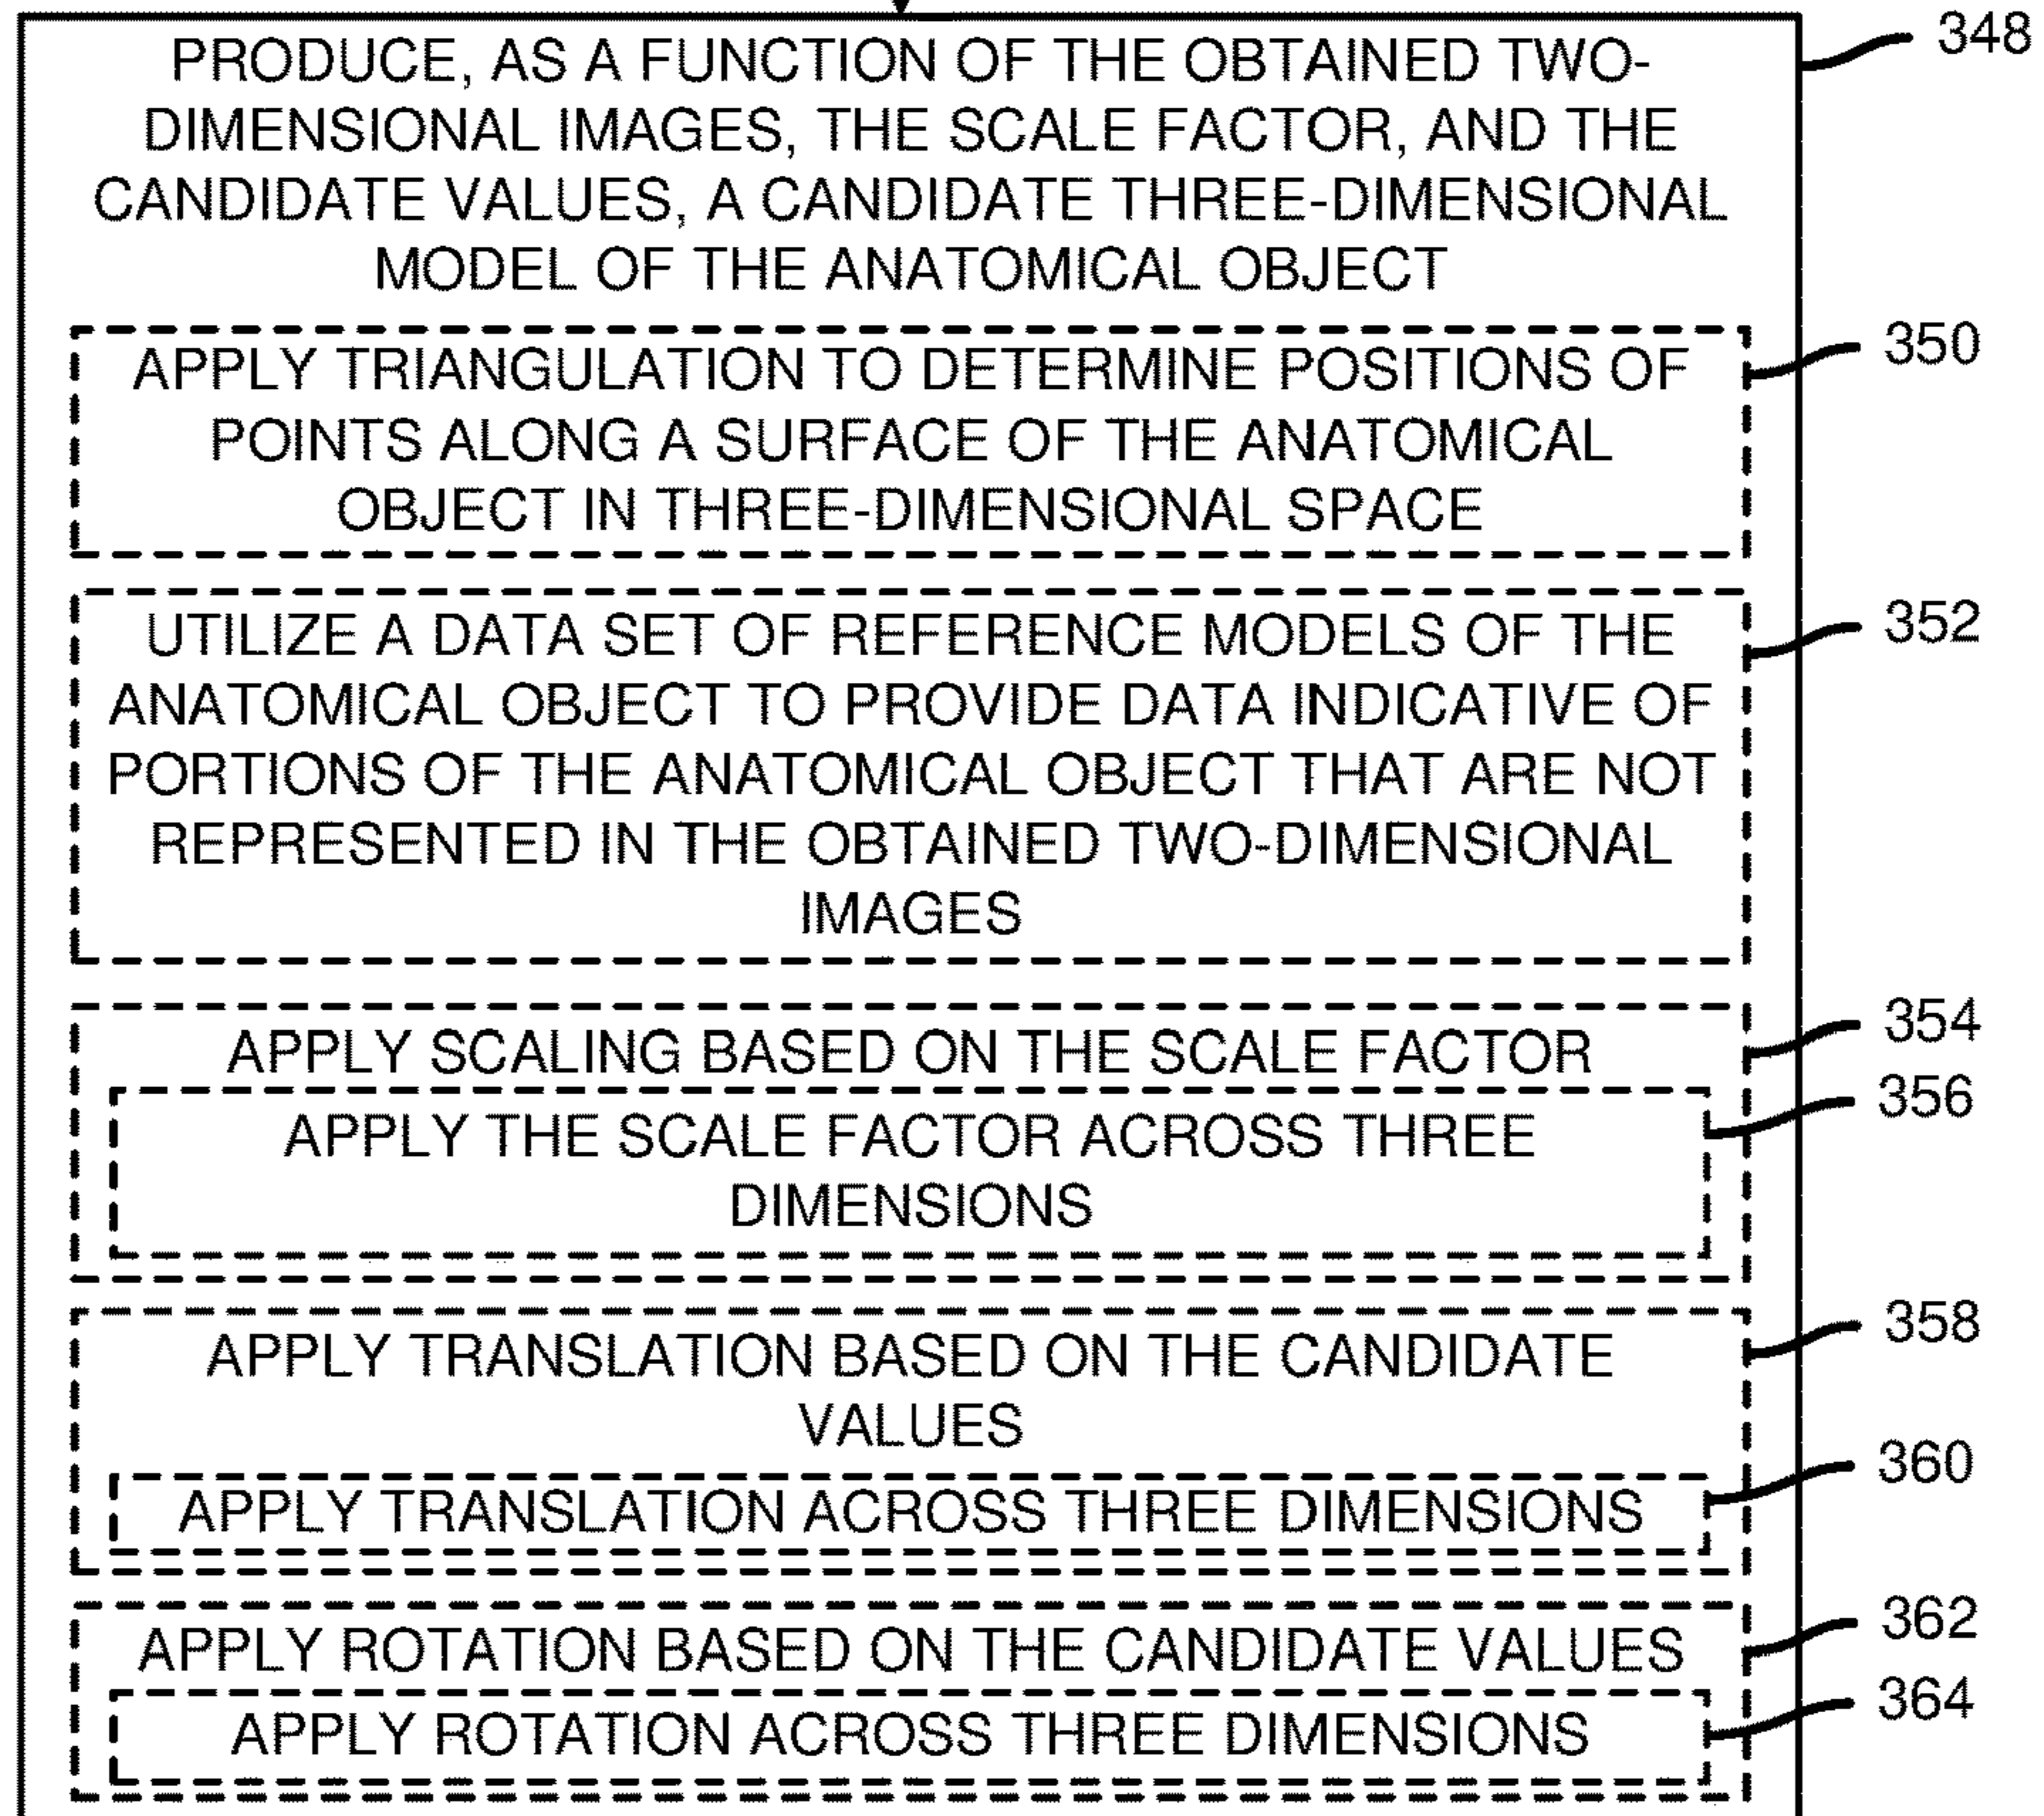 PRODUCE, AS A FUNCTION OF THE OBTAINED TWO-
DIMENSIONAL IMAGES, THE SCALE FACTOR, AND THE
CANDIDATE VALUES, A CANDIDATE THREE-DIMENSIONAL
MODEL OF THE ANATOMICAL OBJECT
348
APPLY TRIANGULATION TO DETERMINE POSITIONS OF
POINTS ALONG A SURFACE OF THE ANATOMICAL
OBJECT IN THREE-DIMENSIONAL SPACE
350
UTILIZE A DATA SET OF REFERENCE MODELS OF THE
ANATOMICAL OBJECT TO PROVIDE DATA INDICATIVE OF
PORTIONS OF THE ANATOMICAL OBJECT THAT ARE NOT
REPRESENTED IN THE OBTAINED TWO-DIMENSIONAL
IMAGES
352
APPLY SCALING BASED ON THE SCALE FACTOR
354
APPLY THE SCALE FACTOR ACROSS THREE
DIMENSIONS
356
APPLY TRANSLATION BASED ON THE CANDIDATE
VALUES
358
APPLY TRANSLATION ACROSS THREE DIMENSIONS
360
APPLY ROTATION BASED ON THE CANDIDATE VALUES
362
APPLY ROTATION ACROSS THREE DIMENSIONS
364